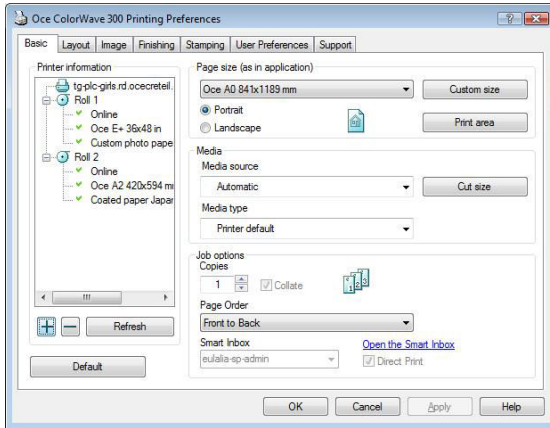 Oce ColorWave 300 Printing Preferences
Basic Layout Image Finishing Stamping User Preferences Support
Printer information
tg-plc-girls.rd.ocecreteil.
Roll 1
Online
Oce E+ 36x48 in
Custom photo pape
Roll 2
Online
Oce A2 420x594 m
Coated paper Japar
Refresh
Default
Page size (as in application)
Oce A0 841x1189 mm
Custom size
Portrait
Landscape
Print area
Media
Media source
Automatic
Cut size
Media type
Printer default
Job options
Copies
1
Collate
1 2 3
Page Order
Front to Back
Smart Inbox
Open the Smart Inbox
eulalia-sp-admin
Direct Print
OK Cancel Apply Help